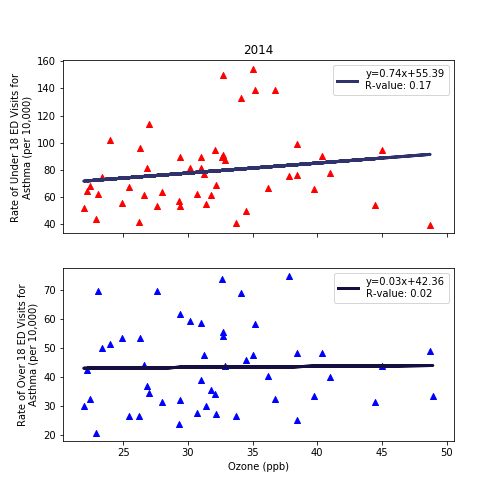 2014
Rate of Under 18 ED Visits for
Asthma (per 10,000)
160
140
120
100
80
60
40
y=0.74x+55.39
R-value: 0.17
Rate of Over 18 ED Visits for
Asthma (per 10,000)
70
60
50
40
30
20
y=0.03x+42.36
R-value: 0.02
25 30 35 40 45 50
Ozone (ppb)